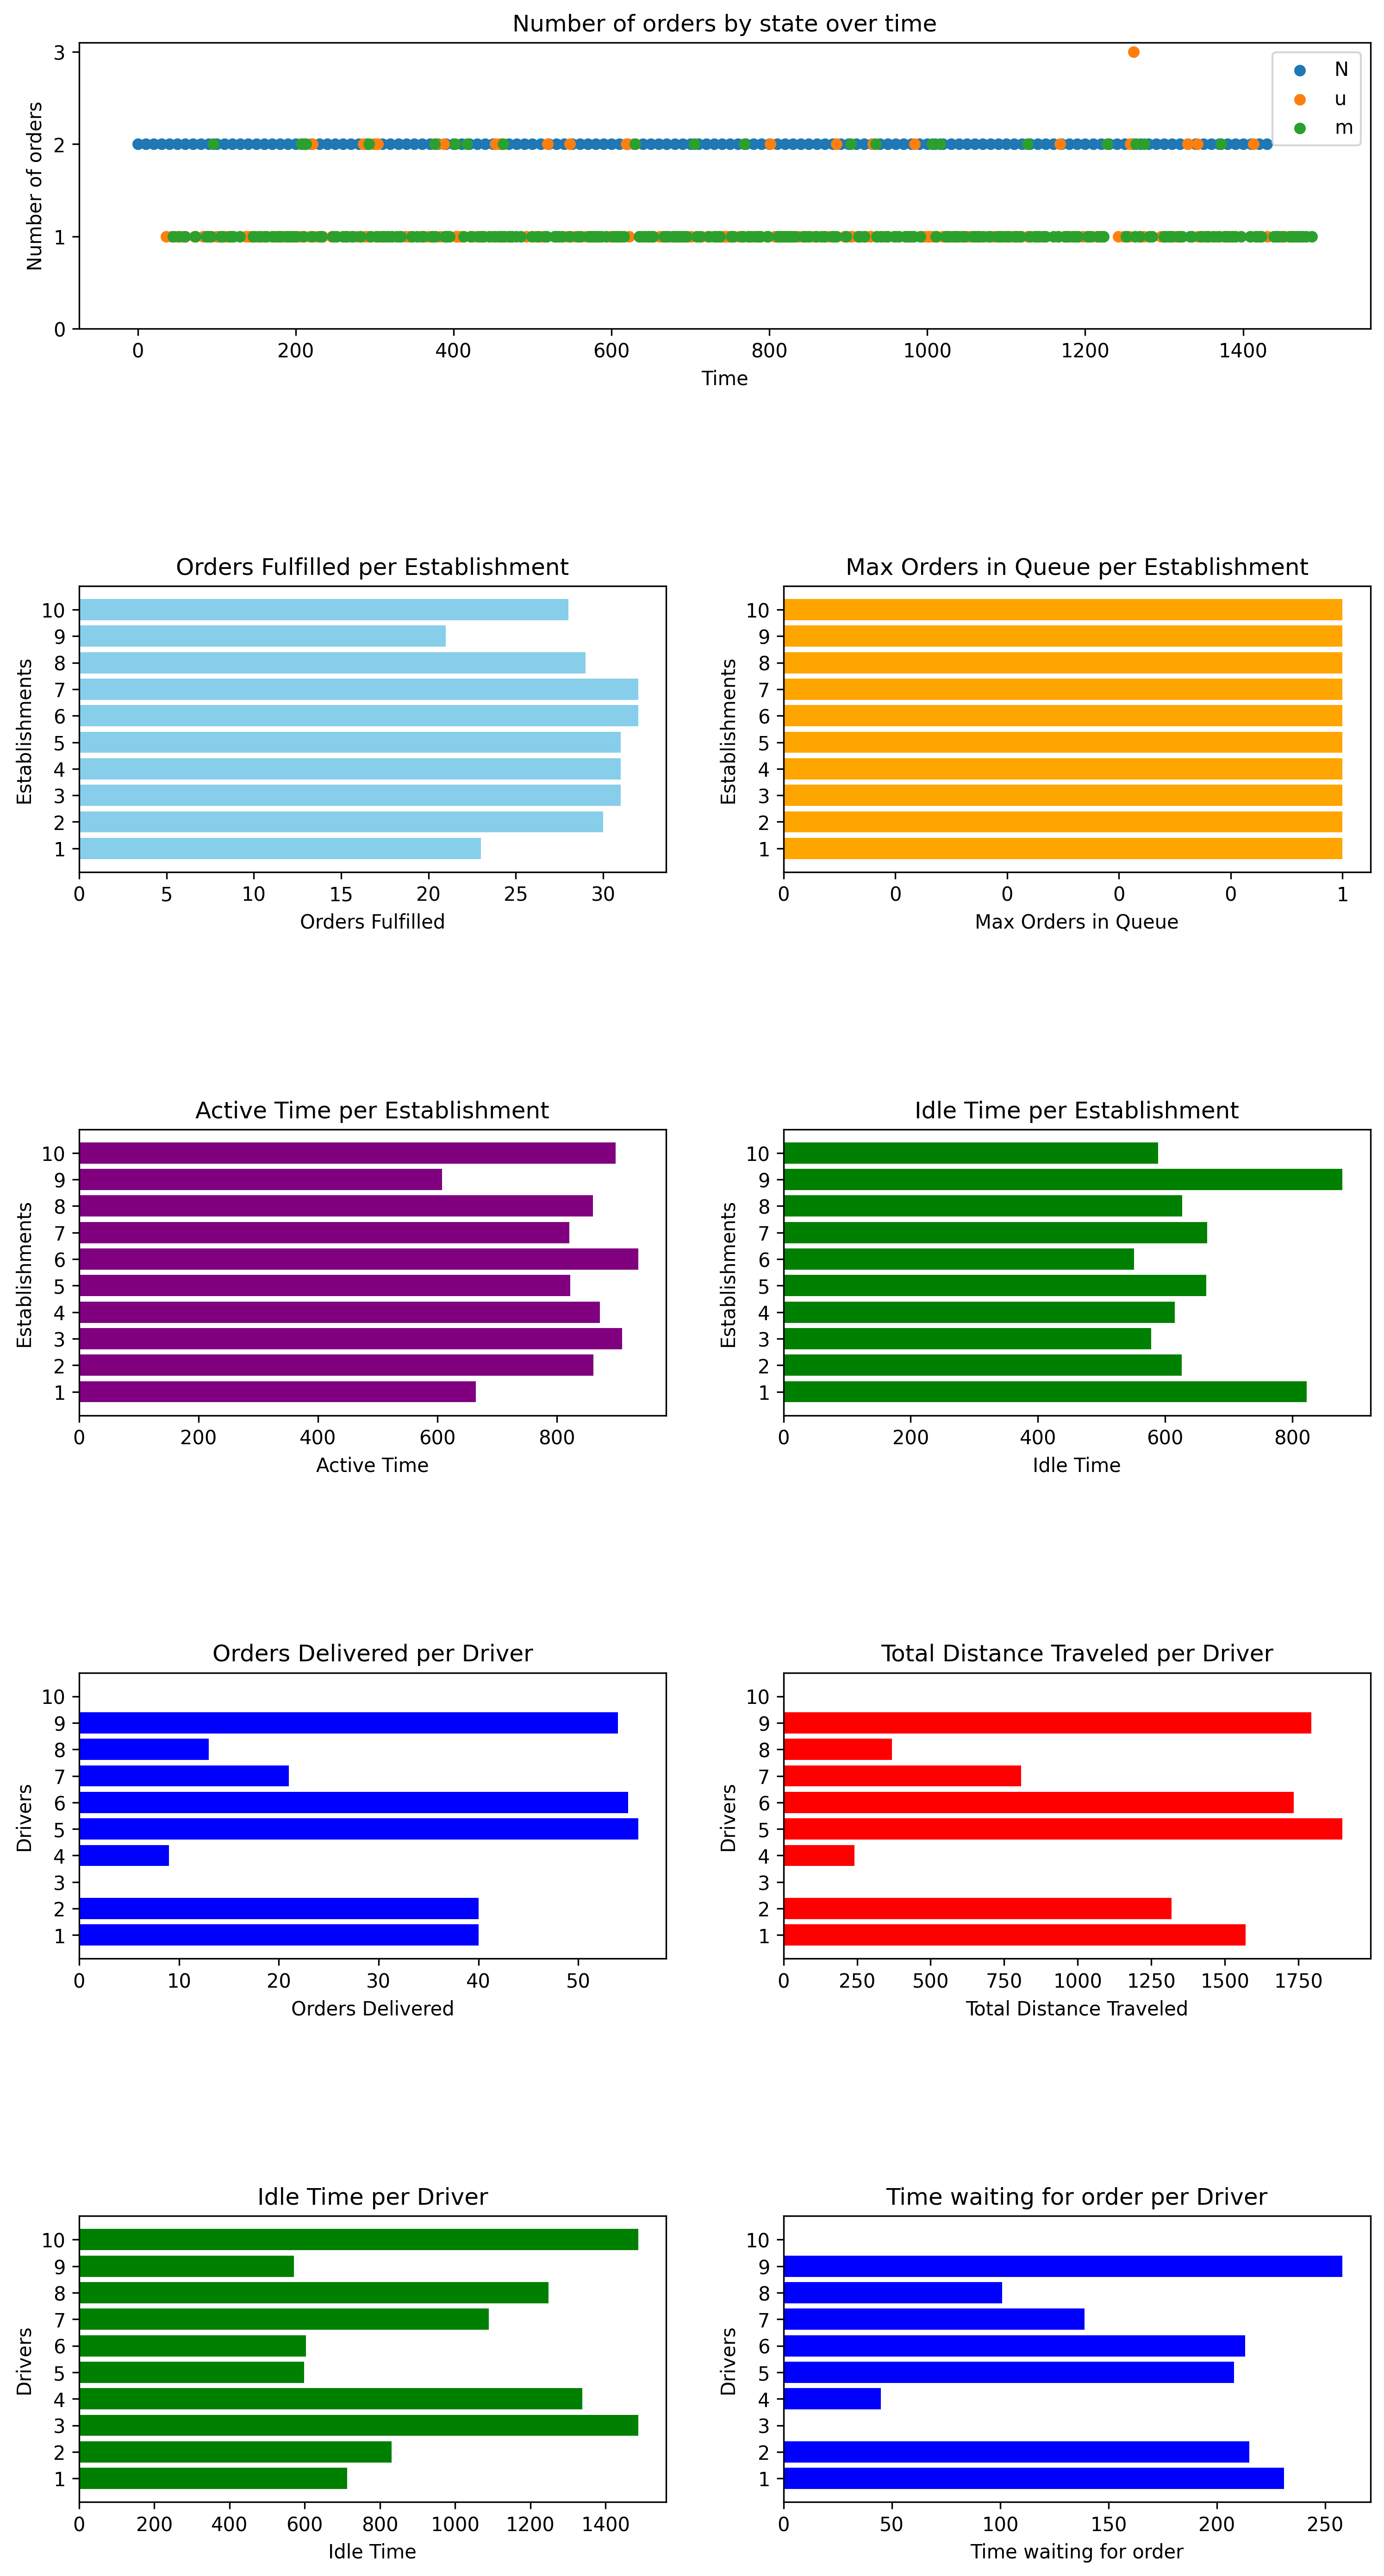 Number of orders by state over time
Number of orders
3
2
1
0
N
u
m
0 200 400 600 800 1000 1200 1400
Time
Orders Fulfilled per Establishment
Establishments
10
9
8
7
6
5
4
3
2
1
0 5 10 15 20 25 30
Orders Fulfilled
Max Orders in Queue per Establishment
Establishments
10
9
8
7
6
5
4
3
2
1
0 0 0 0 0 1
Max Orders in Queue
Active Time per Establishment
Establishments
10
9
8
7
6
5
4
3
2
1
0 200 400 600 800
Active Time
Idle Time per Establishment
Establishments
10
9
8
7
6
5
4
3
2
1
0 200 400 600 800
Idle Time
Orders Delivered per Driver
Drivers
10
9
8
7
6
5
4
3
2
1
0 10 20 30 40 50
Orders Delivered
Total Distance Traveled per Driver
Drivers
10
9
8
7
6
5
4
3
2
1
0 250 500 750 1000 1250 1500 1750
Total Distance Traveled
Idle Time per Driver
Drivers
10
9
8
7
6
5
4
3
2
1
0 200 400 600 800 1000 1200 1400
Idle Time
Time waiting for order per Driver
Drivers
10
9
8
7
6
5
4
3
2
1
0 50 100 150 200 250
Time waiting for order